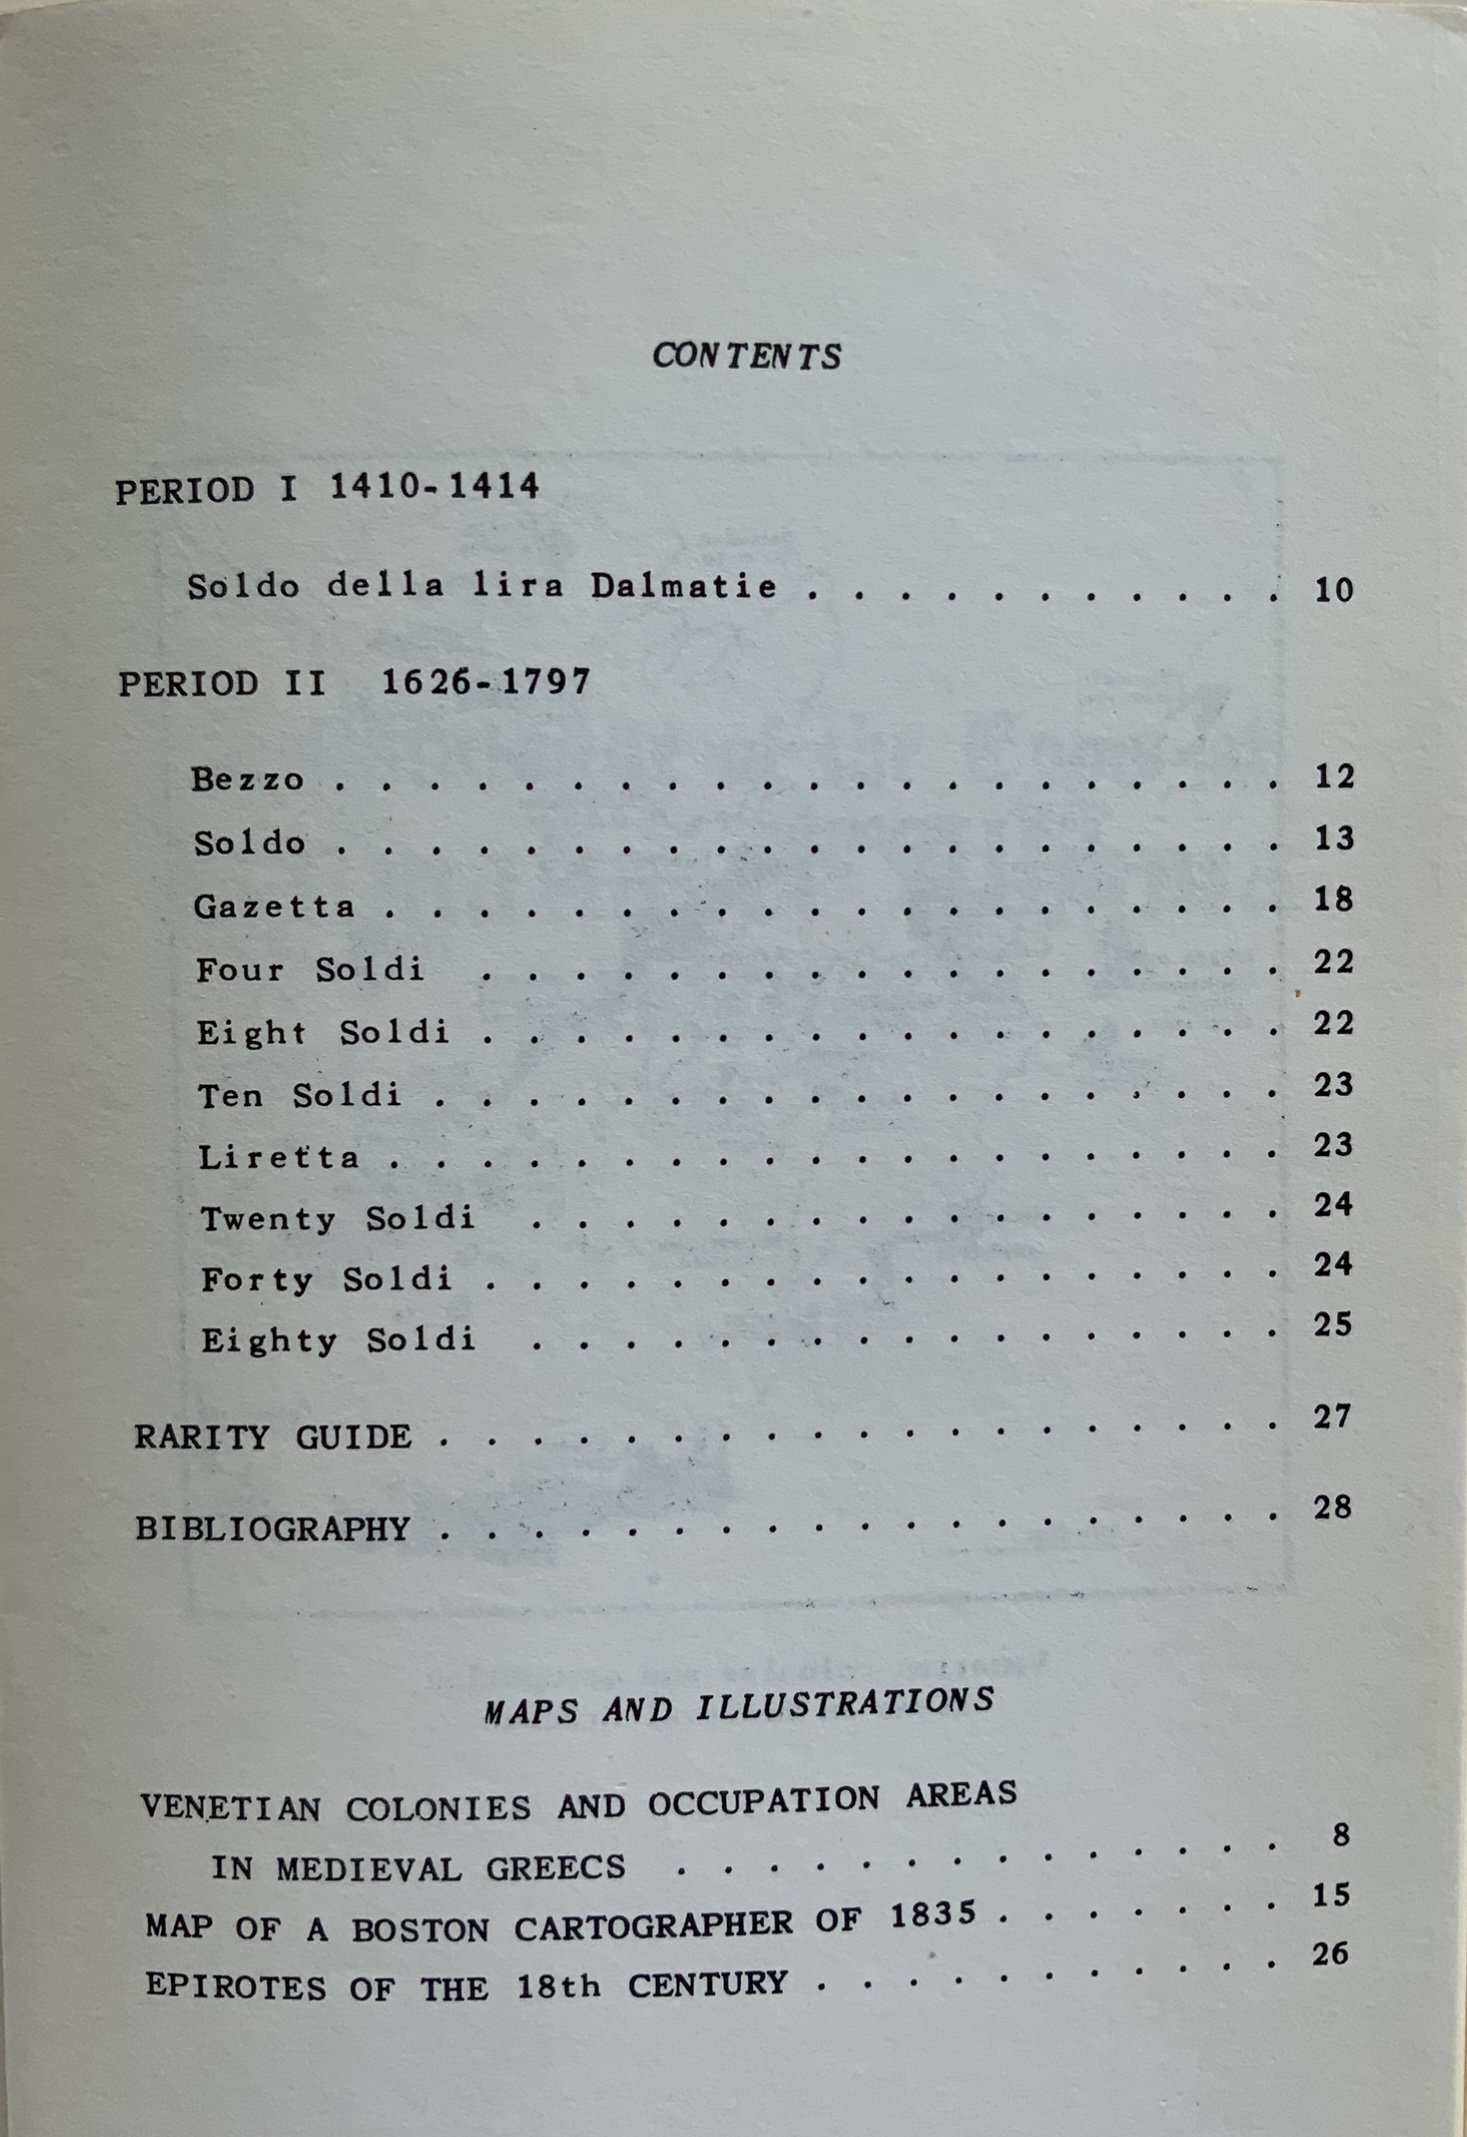 CONTENTS
PERIOD I 1410-1414
Soldo della lira Dalmatie . . . . . . . . . . . 10
PERIOD II 1626-1797
Bezzo . . . . . . . . . . . . . . . . . . . . . 12
Soldo . . . . . . . . . . . . . . . . . . . . . 13
Gazetta . . . . . . . . . . . . . . . . . . . . 18
Four Soldi . . . . . . . . . . . . . . . . . . 22
Eight Soldi . . . . . . . . . . . . . . . . . . 22
Ten Soldi . . . . . . . . . . . . . . . . . . . 23
Liretta . . . . . . . . . . . . . . . . . . . . 23
Twenty Soldi . . . . . . . . . . . . . . . . . 24
Forty Soldi . . . . . . . . . . . . . . . . . . 24
Eighty Soldi . . . . . . . . . . . . . . . . . 25
RARITY GUIDE . . . . . . . . . . . . . . . . . . . 27
BIBLIOGRAPHY . . . . . . . . . . . . . . . . . . . 28
MAPS AND ILLUSTRATIONS
VENETIAN COLONIES AND OCCUPATION AREAS
IN MEDIEVAL GREECS . . . . . . . . . . . . . . 8
MAP OF A BOSTON CARTOGRAPHER OF 1835 . . . . . . . 15
EPIROTES OF THE 18th CENTURY . . . . . . . . . . . 26